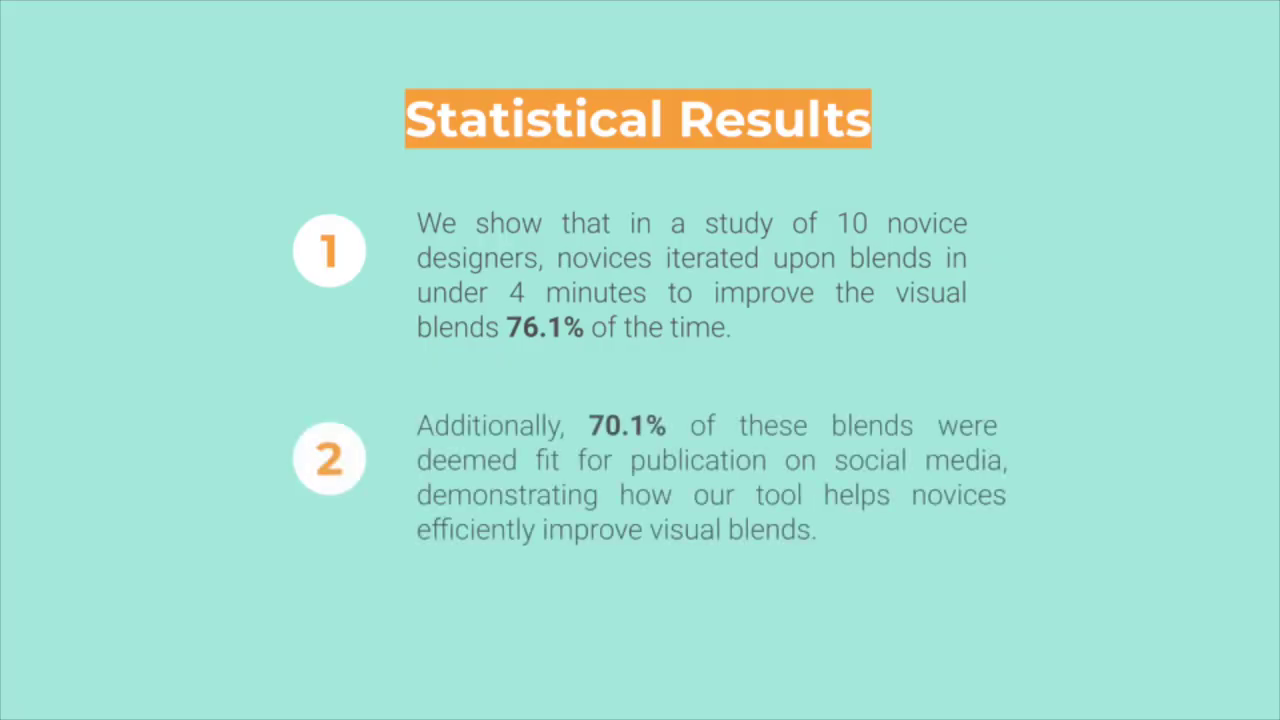 Statistical Results
1
We show that in a study of 10 novice
designers, novices iterated upon blends in
under 4 minutes to improve the visual
blends 76.1% of the time.
2
Additionally, 70.1% of these blends were
deemed fit for publication on social media,
demonstrating how our tool helps novices
efficiently improve visual blends.